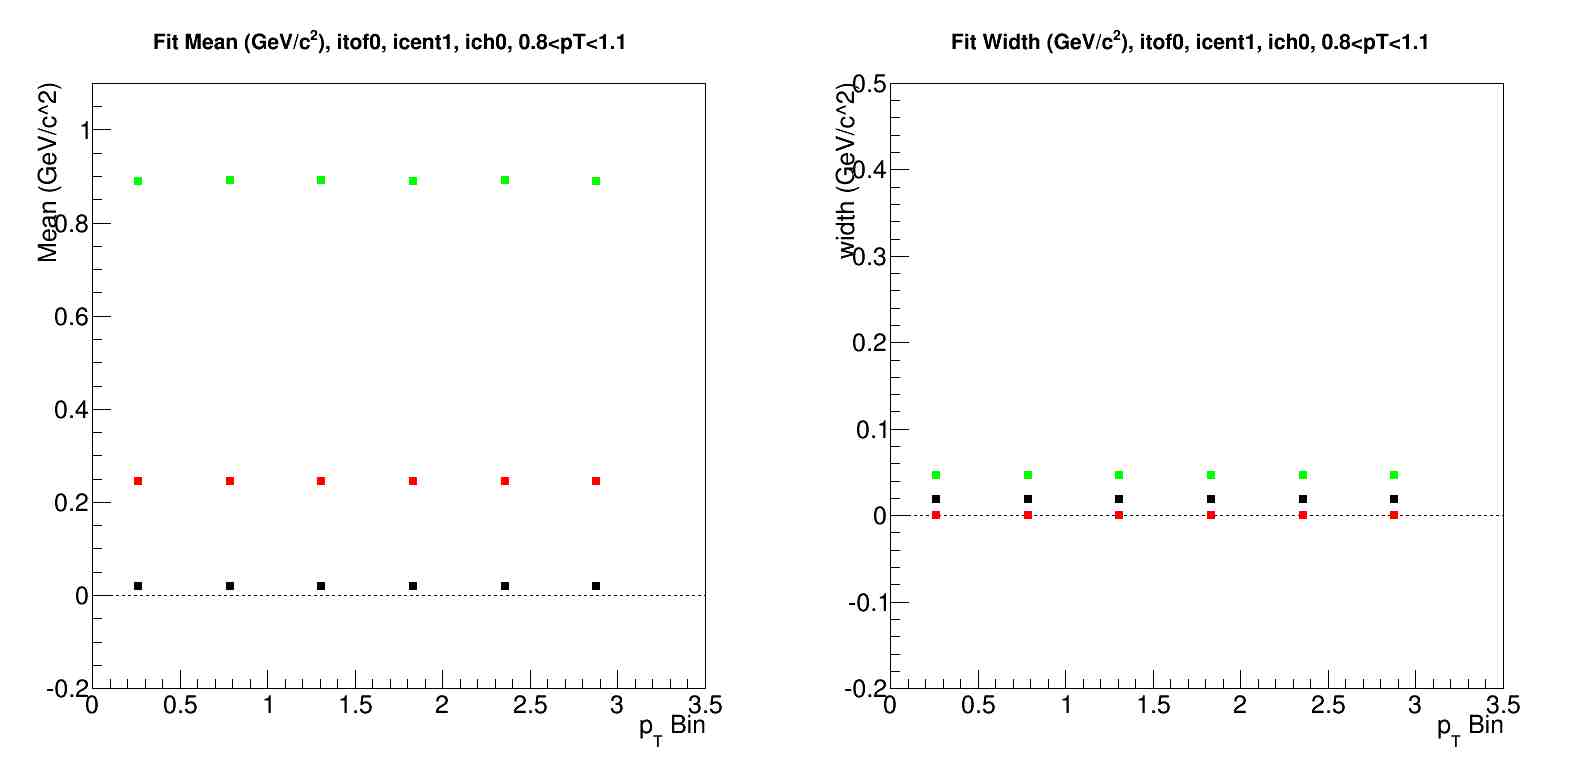 Fit Mean (GeV/c²), itof0, icent1, ich0, 0.8<pT<1.1
Mean (GeV/c^2)
1
0.8
0.6
0.4
0.2
0
-0.2
0 0.5 1 1.5 2 2.5 3 3.5
p_T Bin
Fit Width (GeV/c²), itof0, icent1, ich0, 0.8<pT<1.1
width (GeV/c^2)
0.5
0.4
0.3
0.2
0.1
0
-0.1
-0.2
0 0.5 1 1.5 2 2.5 3 3.5
p_T Bin